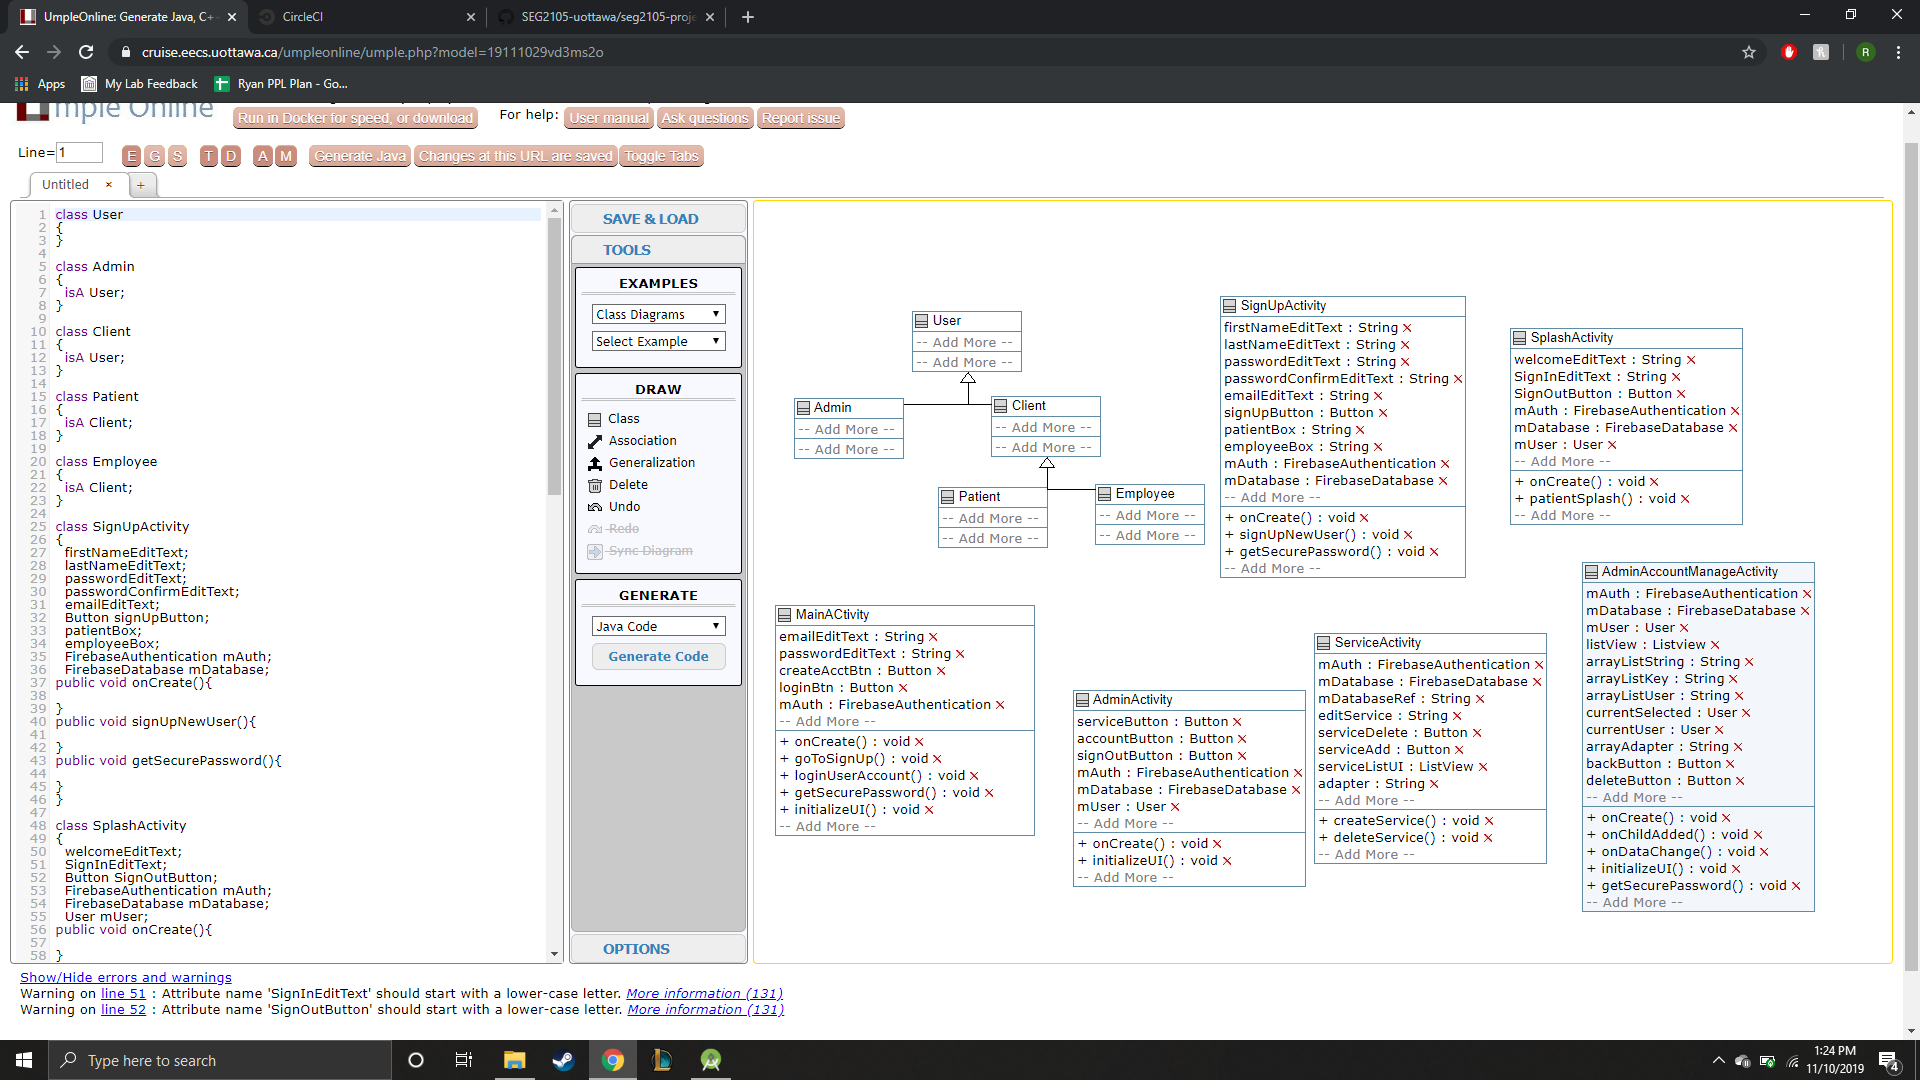 UmpleOnline: Generate Java, C+
CircleCI
SEG2105-uottawa/seg2105-proje
cruise.eecs.uottawa.ca/umpleonline/umple.php?model=19111029vd3ms2o
R
Apps
My Lab Feedback
Ryan PPL Plan - Go...
Umple Online
Run in Docker for speed, or download
For help:
User manual
Ask questions
Report issue
Line=
1
E G S T D A M
Generate Java
Changes at this URL are saved
Toggle Tabs
Untitled ×
+
1 class User
2 {
3 }
4
5 class Admin
6 {
7 isA User;
8 }
9
10 class Client
11 {
12 isA User;
13 }
14
15 class Patient
16 {
17 isA Client;
18 }
19
20 class Employee
21 {
22 isA Client;
23 }
24
25 class SignUpActivity
26 {
27 firstNameEditText;
28 lastNameEditText;
29 passwordEditText;
30 passwordConfirmEditText;
31 emailEditText;
32 Button signUpButton;
33 patientBox;
34 employeeBox;
35 FirebaseAuthentication mAuth;
36 FirebaseDatabase mDatabase;
37 public void onCreate(){
38
39 }
40 public void signUpNewUser(){
41
42 }
43 public void getSecurePassword(){
44
45 }
46 }
47
48 class SplashActivity
49 {
50 welcomeEditText;
51 SignInEditText;
52 Button SignOutButton;
53 FirebaseAuthentication mAuth;
54 FirebaseDatabase mDatabase;
55 User mUser;
56 public void onCreate(){
57
58 }
SAVE & LOAD
TOOLS
EXAMPLES
Class Diagrams
Select Example
DRAW
Class
Association
Generalization
Delete
Undo
Redo
Sync Diagram
GENERATE
Java Code
Generate Code
OPTIONS
User
-- Add More --
-- Add More --
Admin
-- Add More --
-- Add More --
Client
-- Add More --
-- Add More --
Patient
-- Add More --
-- Add More --
Employee
-- Add More --
-- Add More --
SignUpActivity
firstNameEditText : String ×
lastNameEditText : String ×
passwordEditText : String ×
passwordConfirmEditText : String ×
emailEditText : String ×
signUpButton : Button ×
patientBox : String ×
employeeBox : String ×
mAuth : FirebaseAuthentication ×
mDatabase : FirebaseDatabase ×
-- Add More --
+ onCreate() : void ×
+ signUpNewUser() : void ×
+ getSecurePassword() : void ×
-- Add More --
SplashActivity
welcomeEditText : String ×
SignInEditText : String ×
SignOutButton : Button ×
mAuth : FirebaseAuthentication ×
mDatabase : FirebaseDatabase ×
mUser : User ×
-- Add More --
+ onCreate() : void ×
+ patientSplash() : void ×
-- Add More --
MainACtivity
emailEditText : String ×
passwordEditText : String ×
createAcctBtn : Button ×
loginBtn : Button ×
mAuth : FirebaseAuthentication ×
-- Add More --
+ onCreate() : void ×
+ goToSignUp() : void ×
+ loginUserAccount() : void ×
+ getSecurePassword() : void ×
+ initializeUI() : void ×
-- Add More --
AdminActivity
serviceButton : Button ×
accountButton : Button ×
signOutButton : Button ×
mAuth : FirebaseAuthentication ×
mDatabase : FirebaseDatabase ×
mUser : User ×
-- Add More --
+ onCreate() : void ×
+ initializeUI() : void ×
-- Add More --
ServiceActivity
mAuth : FirebaseAuthentication ×
mDatabase : FirebaseDatabase ×
mDatabaseRef : String ×
editService : String ×
serviceDelete : Button ×
serviceAdd : Button ×
serviceListUI : ListView ×
adapter : String ×
-- Add More --
+ createService() : void ×
+ deleteService() : void ×
-- Add More --
AdminAccountManageActivity
mAuth : FirebaseAuthentication ×
mDatabase : FirebaseDatabase ×
mUser : User ×
listView : Listview ×
arrayListString : String ×
arrayListKey : String ×
arrayListUser : String ×
currentSelected : User ×
currentUser : User ×
arrayAdapter : String ×
backButton : Button ×
deleteButton : Button ×
-- Add More --
+ onCreate() : void ×
+ onChildAdded() : void ×
+ onDataChange() : void ×
+ initializeUI() : void ×
+ getSecurePassword() : void ×
-- Add More --
Show/Hide errors and warnings
Warning on line 51 : Attribute name 'SignInEditText' should start with a lower-case letter. More information (131)
Warning on line 52 : Attribute name 'SignOutButton' should start with a lower-case letter. More information (131)
Type here to search
1:24 PM
11/10/2019
4